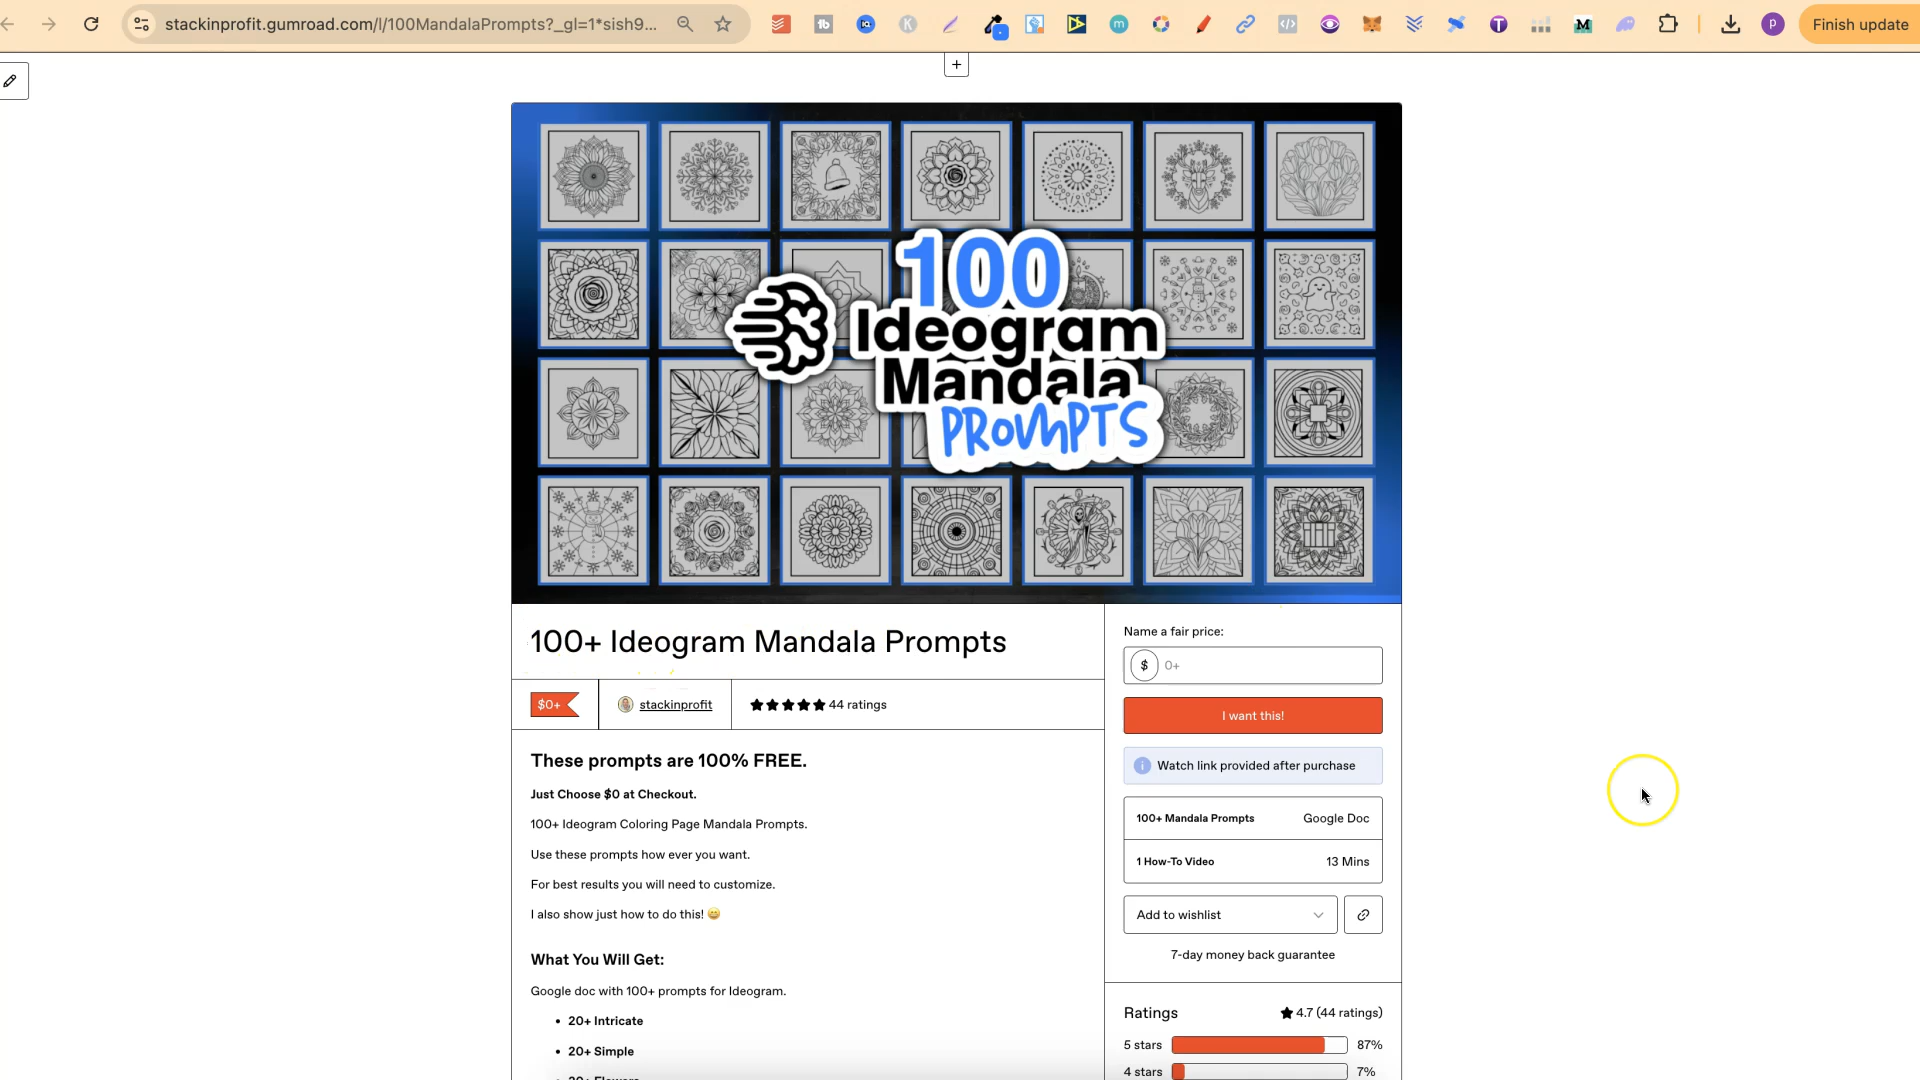 stackinprofit.gumroad.com/l/100MandalaPrompts?_gl=1*sish9...
Finish update
100
Ideogram
Mandala
PROMPTS
100+ Ideogram Mandala Prompts
$0+
stackinprofit
44 ratings
These prompts are 100% FREE.
Just Choose $0 at Checkout.
100+ Ideogram Coloring Page Mandala Prompts.
Use these prompts how ever you want.
For best results you will need to customize.
I also show just how to do this! 😄
What You Will Get:
Google doc with 100+ prompts for Ideogram.
• 20+ Intricate
• 20+ Simple
Name a fair price:
$ 0+
I want this!
Watch link provided after purchase
100+ Mandala Prompts Google Doc
1 How-To Video 13 Mins
Add to wishlist
7-day money back guarantee
Ratings 4.7 (44 ratings)
5 stars 87%
4 stars 7%